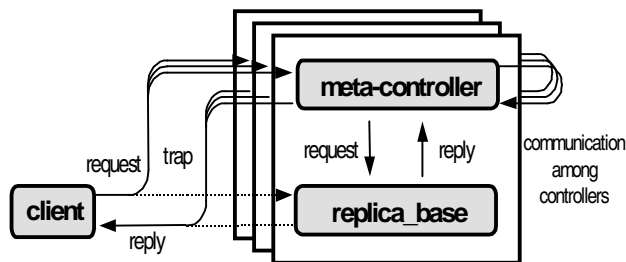 meta-controller
request
trap
request
reply
communication
among
controllers
client
replica_base
reply